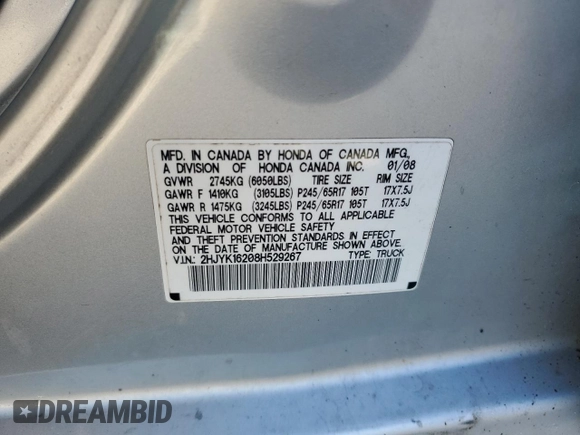 MFD. IN CANADA BY HONDA OF CANADA MFG.,
A DIVISION OF HONDA CANADA INC. 01/08
GVWR 2745KG (6050LBS) TIRE SIZE RIM SIZE
GAWR F 1410KG (3105LBS) P245/65R17 105T 17X7.5J
GAWR R 1475KG (3245LBS) P245/65R17 105T 17X7.5J
THIS VEHICLE CONFORMS TO ALL APPLICABLE
FEDERAL MOTOR VEHICLE SAFETY
AND THEFT PREVENTION STANDARDS IN EFFECT
ON THE DATE OF MANUFACTURE SHOWN ABOVE.
V.I.N.: 2HJYK16208H529267 TYPE: TRUCK
DREAMBID